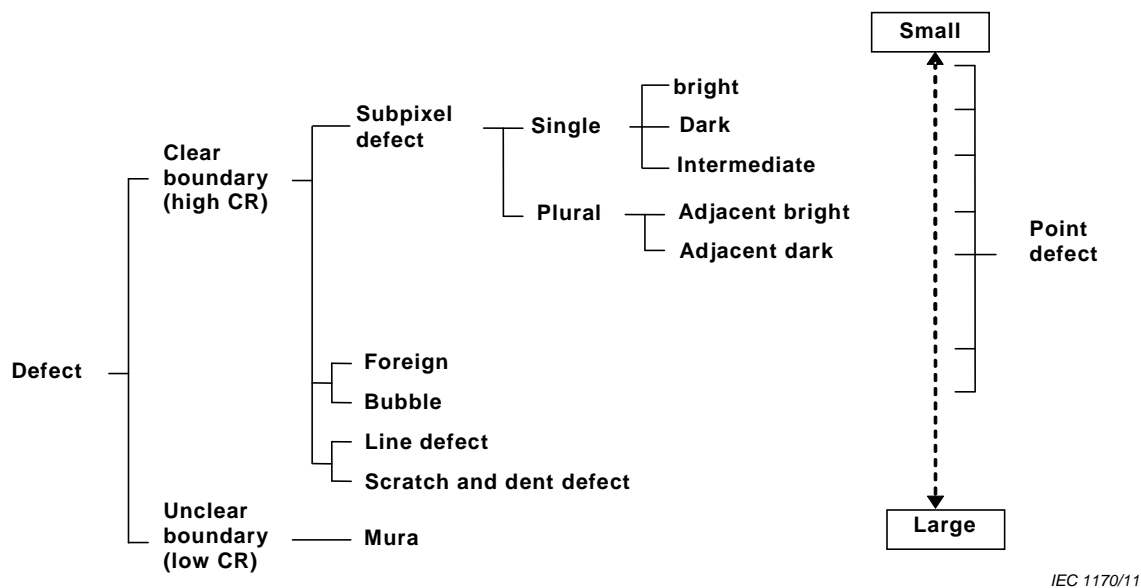 Small
bright
Subpixel
defect
Single
Dark
Clear
boundary
(high CR)
Intermediate
Plural
Adjacent bright
Adjacent dark
Point
defect
Defect
Foreign
Bubble
Line defect
Scratch and dent defect
Unclear
boundary
(low CR)
Mura
Large
IEC 1170/11